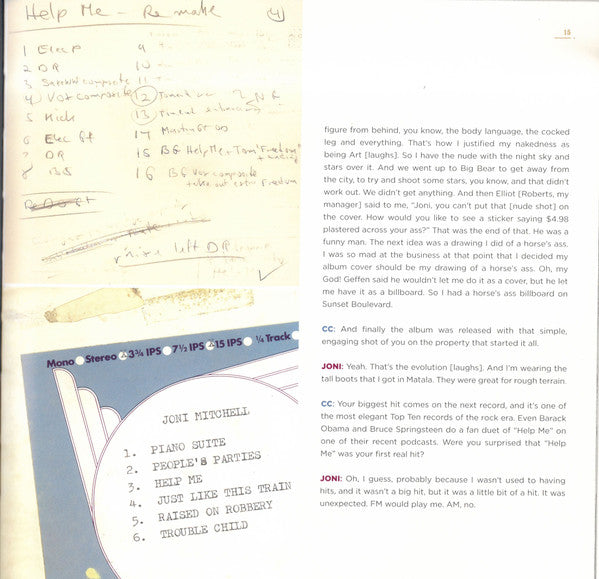 Help Me - Remake
(4)
1 Elec P
2 DR
3 composite
4) Vox Composite
5 Kick
6 Elec Gt
7 DR
8 BG
9
10
11
(12)
(13)
15 BG Help Me + Tom "Freedom"
16 BG Vox composite
take out extra Freedom
left DR
Mono Stereo 3¾ IPS 7½ IPS 15 IPS ¼ Track
JONI MITCHELL
1. PIANO SUITE
2. PEOPLE'S PARTIES
3. HELP ME
4. JUST LIKE THIS TRAIN
5. RAISED ON ROBBERY
6. TROUBLE CHILD
15
figure from behind, you know, the body language, the cocked
leg and everything. That's how I justified my nakedness as
being Art [laughs]. So I have the nude with the night sky and
stars over it. And we went up to Big Bear to get away from
the city, to try and shoot some stars, you know, and that didn't
work out. We didn't get anything. And then Elliot [Roberts, my
manager] said to me, "Joni, you can't put that [nude shot] on
the cover. How would you like to see a sticker saying $4.98
plastered across your ass?" That was the end of that. He was a
funny man. The next idea was a drawing I did of a horse's ass.
I was so mad at the business at that point that I decided my
album cover should be my drawing of a horse's ass. Oh, my
God! Geffen said he wouldn't let me do it as a cover, but he let
me have it as a billboard. So I had a horse's ass billboard on
Sunset Boulevard.
CC: And finally the album was released with that simple,
engaging shot of you on the property that started it all.
JONI: Yeah. That's the evolution [laughs]. And I'm wearing the
tall boots that I got in Matala. They were great for rough terrain.
CC: Your biggest hit comes on the next record, and it's one of
the most elegant Top Ten records of the rock era. Even Barack
Obama and Bruce Springsteen do a fan duet of "Help Me" on
one of their recent podcasts. Were you surprised that "Help
Me" was your first real hit?
JONI: Oh, I guess, probably because I wasn't used to having
hits, and it wasn't a big hit, but it was a little bit of a hit. It was
unexpected. FM would play me. AM, no.